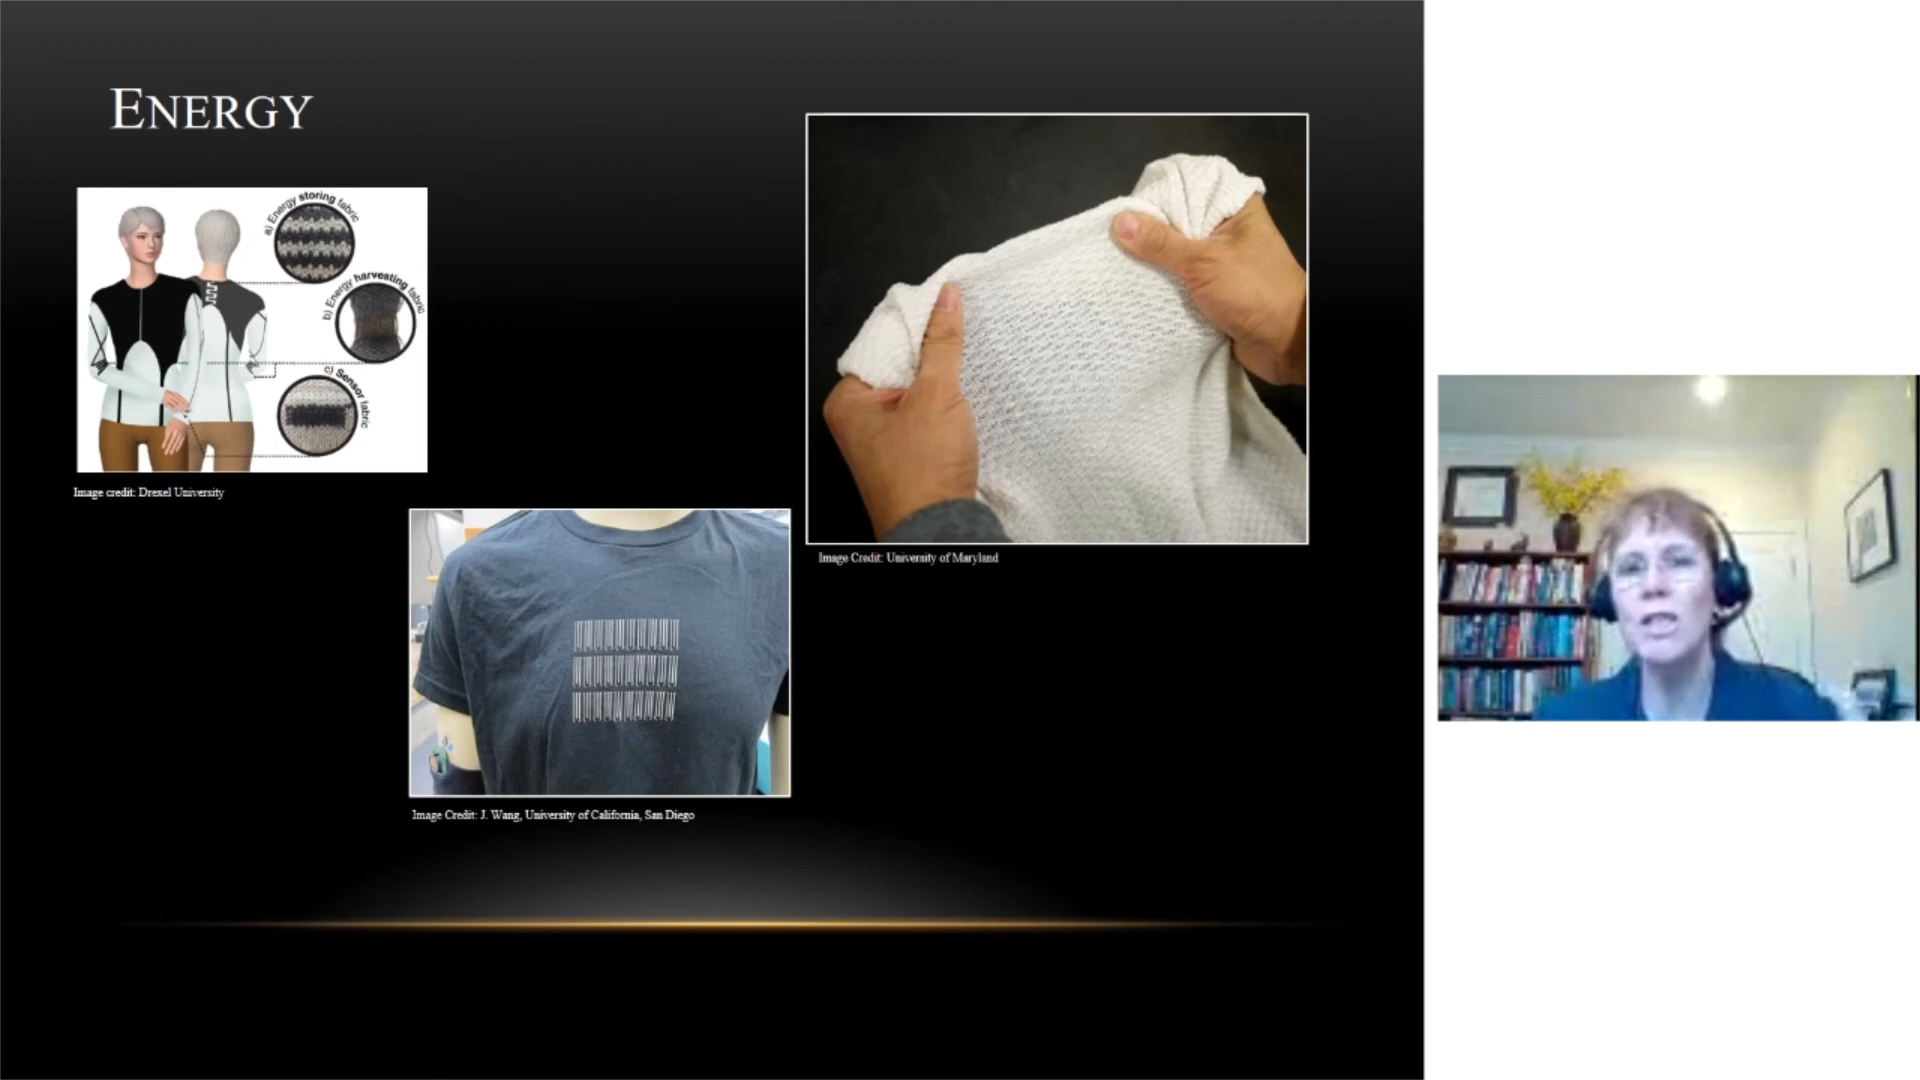 ENERGY
a) Energy storing fabric
b) Energy harvesting fabric
c) Sensor fabric
Image credit: Drexel University
Image Credit: University of Maryland
Image Credit: J. Wang, University of California, San Diego